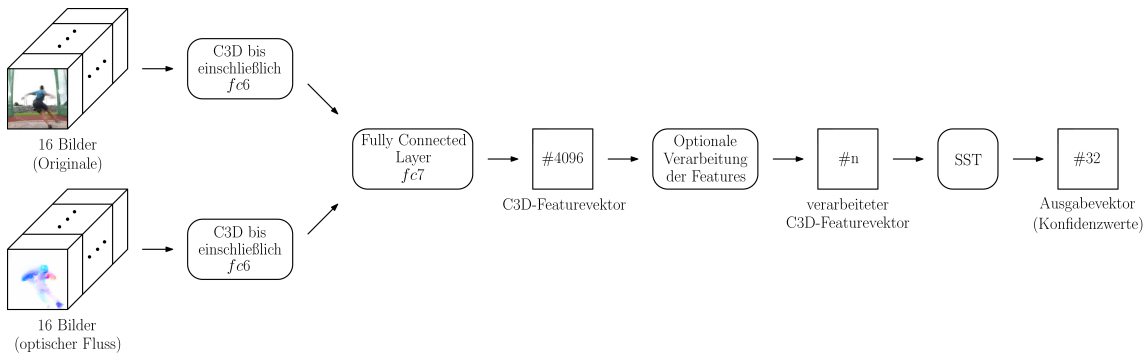 16 Bilder
(Originale)
C3D bis
einschließlich
fc6
16 Bilder
(optischer Fluss)
C3D bis
einschließlich
fc6
Fully Connected
Layer
fc7
#4096
C3D-Featurevektor
Optionale
Verarbeitung
der Features
#n
verarbeiteter
C3D-Featurevektor
SST
#32
Ausgabevektor
(Konfidenzwerte)